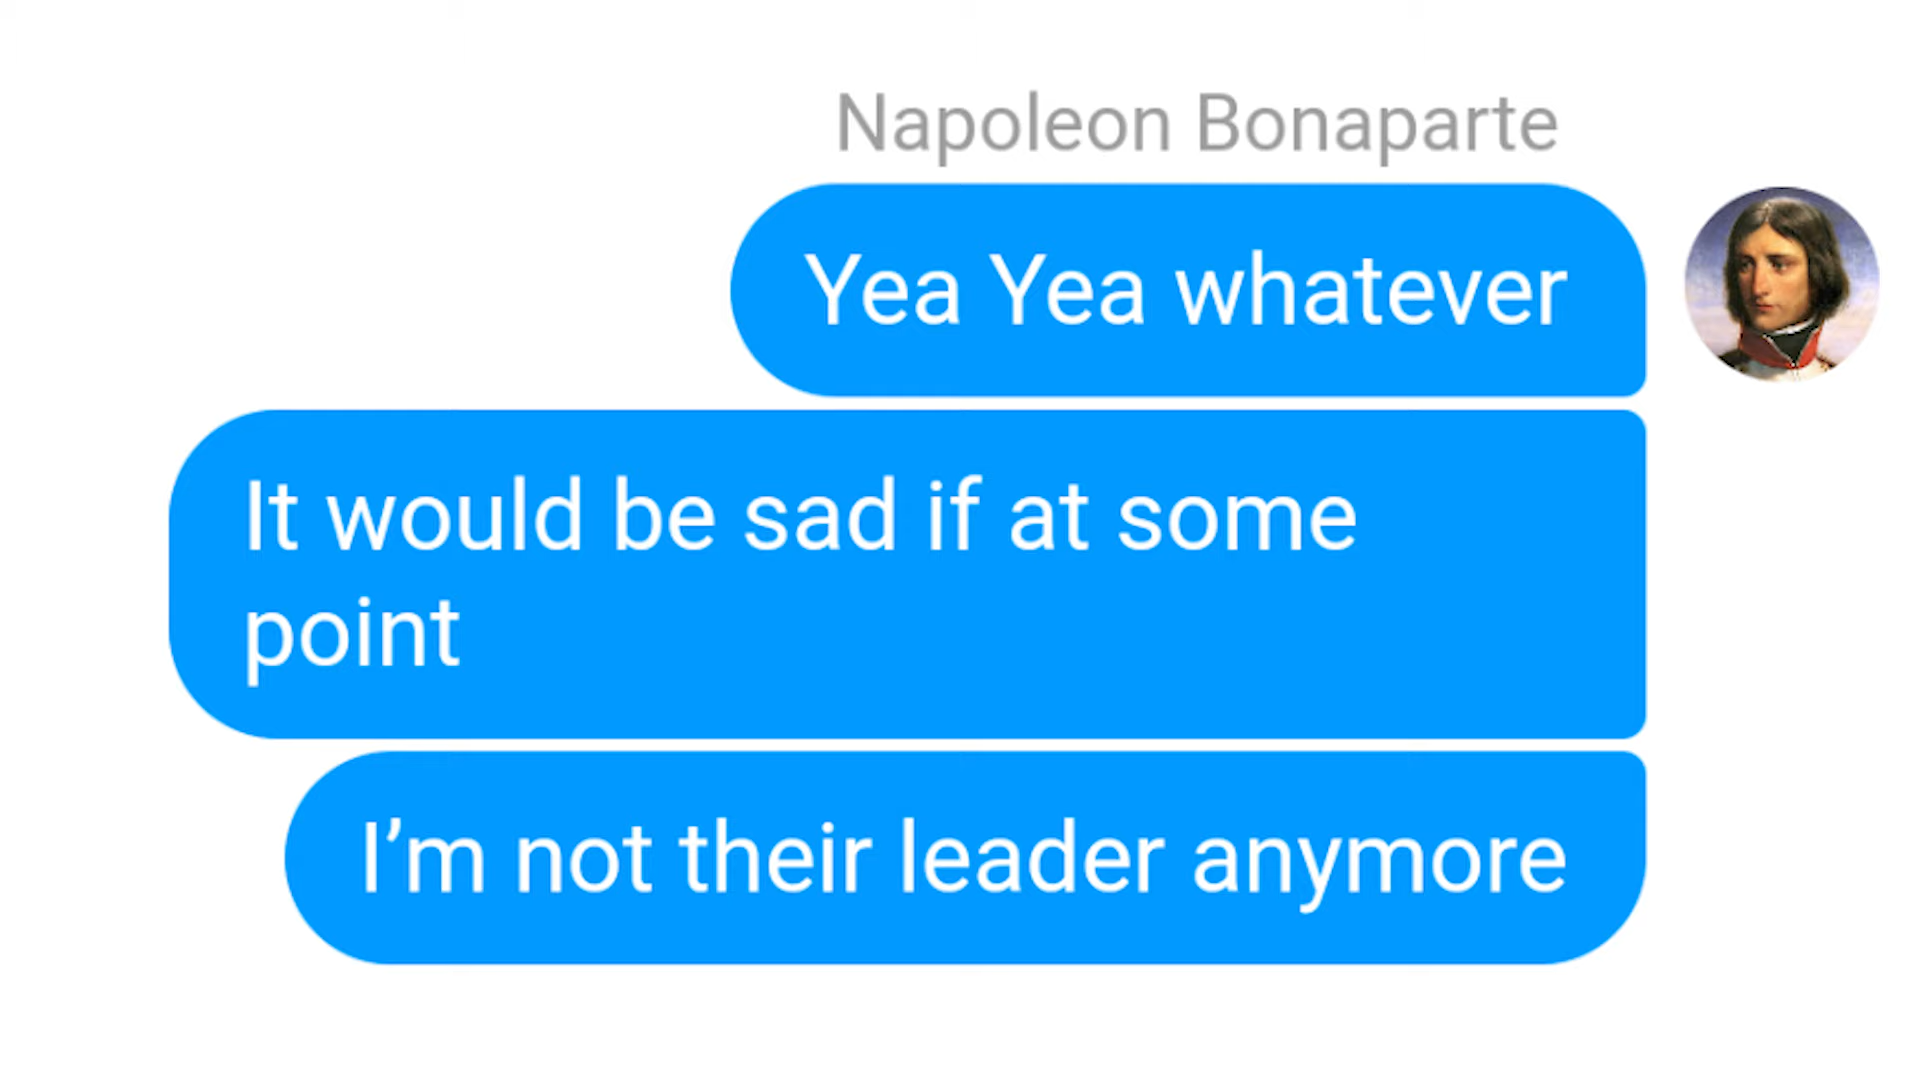 Napoleon Bonaparte
Yea Yea whatever
It would be sad if at some
point
I’m not their leader anymore